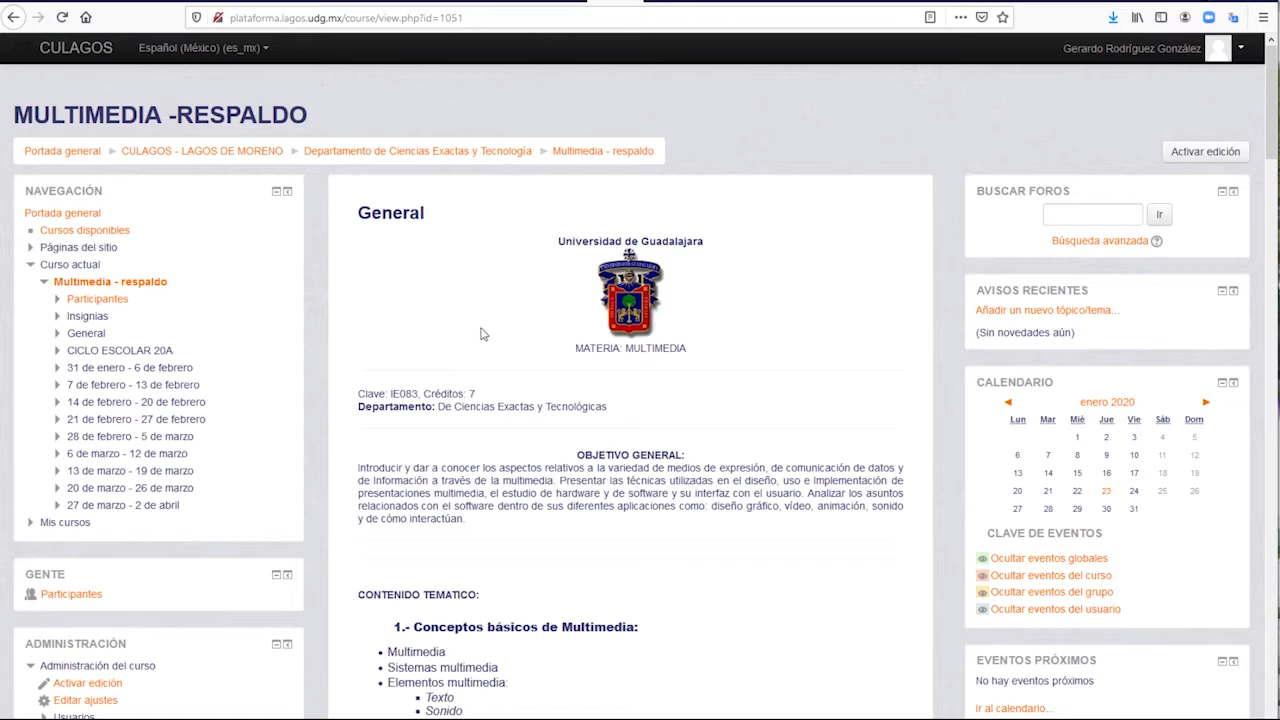 plataforma.lagos.udg.mx/course/view.php?id=1051
CULAGOS
Español (México) (es_mx)
Gerardo Rodríguez González
MULTIMEDIA -RESPALDO
Portada general
CULAGOS - LAGOS DE MORENO
Departamento de Ciencias Exactas y Tecnología
Multimedia - respaldo
Activar edición
NAVEGACIÓN
Portada general
Cursos disponibles
Páginas del sitio
Curso actual
Multimedia - respaldo
Participantes
Insignias
General
CICLO ESCOLAR 20A
31 de enero - 6 de febrero
7 de febrero - 13 de febrero
14 de febrero - 20 de febrero
21 de febrero - 27 de febrero
28 de febrero - 5 de marzo
6 de marzo - 12 de marzo
13 de marzo - 19 de marzo
20 de marzo - 26 de marzo
27 de marzo - 2 de abril
Mis cursos
GENTE
Participantes
ADMINISTRACIÓN
Administración del curso
Activar edición
Editar ajustes
Usuarios
General
Universidad de Guadalajara
MATERIA: MULTIMEDIA
Clave: IE083, Créditos: 7
Departamento: De Ciencias Exactas y Tecnológicas
OBJETIVO GENERAL:
Introducir y dar a conocer los aspectos relativos a la variedad de medios de expresión, de comunicación de datos y
de Información a través de la multimedia. Presentar las técnicas utilizadas en el diseño, uso e Implementación de
presentaciones multimedia, el estudio de hardware y de software y su interfaz con el usuario. Analizar los asuntos
relacionados con el software dentro de sus diferentes aplicaciones como: diseño gráfico, vídeo, animación, sonido
y de cómo interactúan.
CONTENIDO TEMATICO:
1.- Conceptos básicos de Multimedia:
• Multimedia
• Sistemas multimedia
• Elementos multimedia:
▪ Texto
▪ Sonido
BUSCAR FOROS
Ir
Búsqueda avanzada
AVISOS RECIENTES
Añadir un nuevo tópico/tema...
(Sin novedades aún)
CALENDARIO
◄ enero 2020 ►
Lun Mar Mié Jue Vie Sáb Dom
1 2 3 4 5
6 7 8 9 10 11 12
13 14 15 16 17 18 19
20 21 22 23 24 25 26
27 28 29 30 31
CLAVE DE EVENTOS
Ocultar eventos globales
Ocultar eventos del curso
Ocultar eventos del grupo
Ocultar eventos del usuario
EVENTOS PRÓXIMOS
No hay eventos próximos
Ir al calendario...